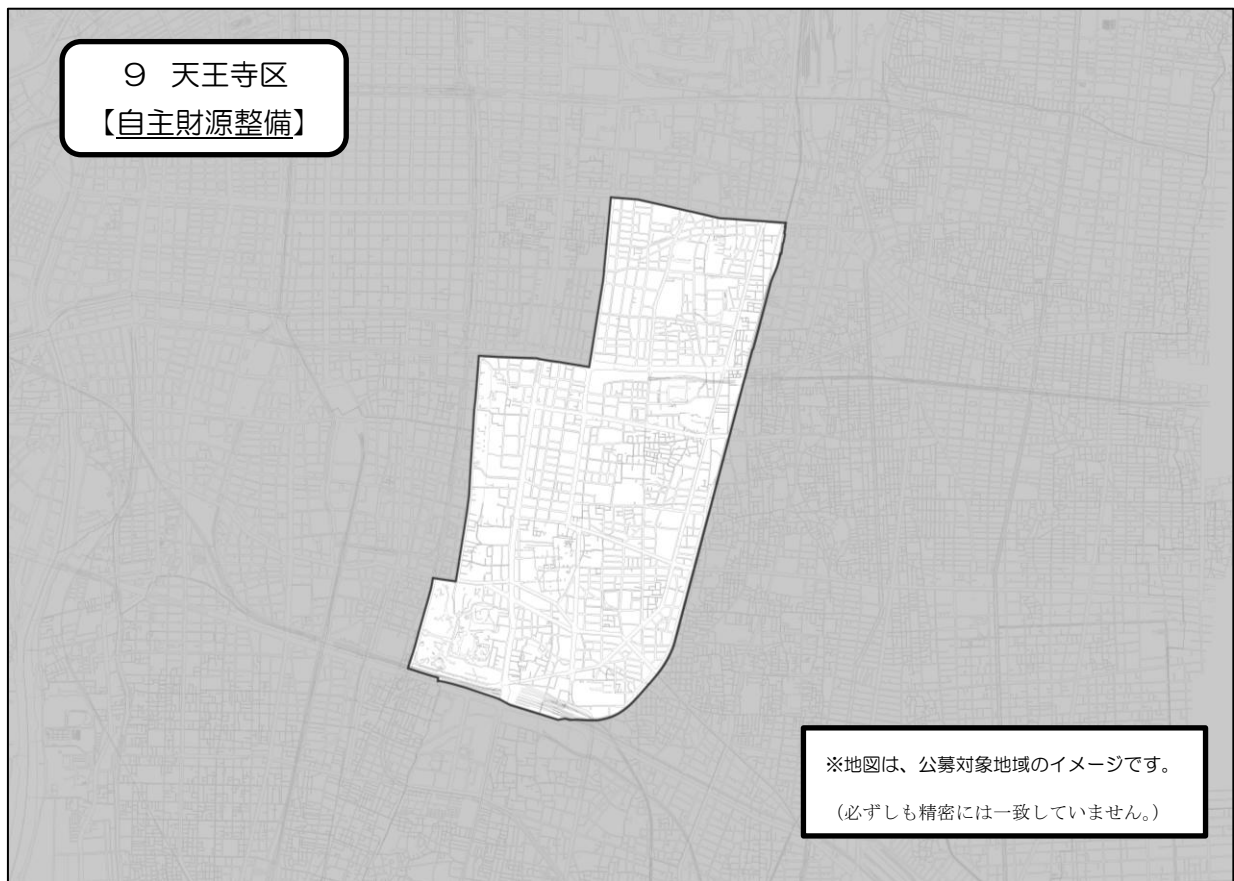 ９ 天王寺区
【自主財源整備】
※地図は、公募対象地域のイメージです。
（必ずしも精密には一致していません。）